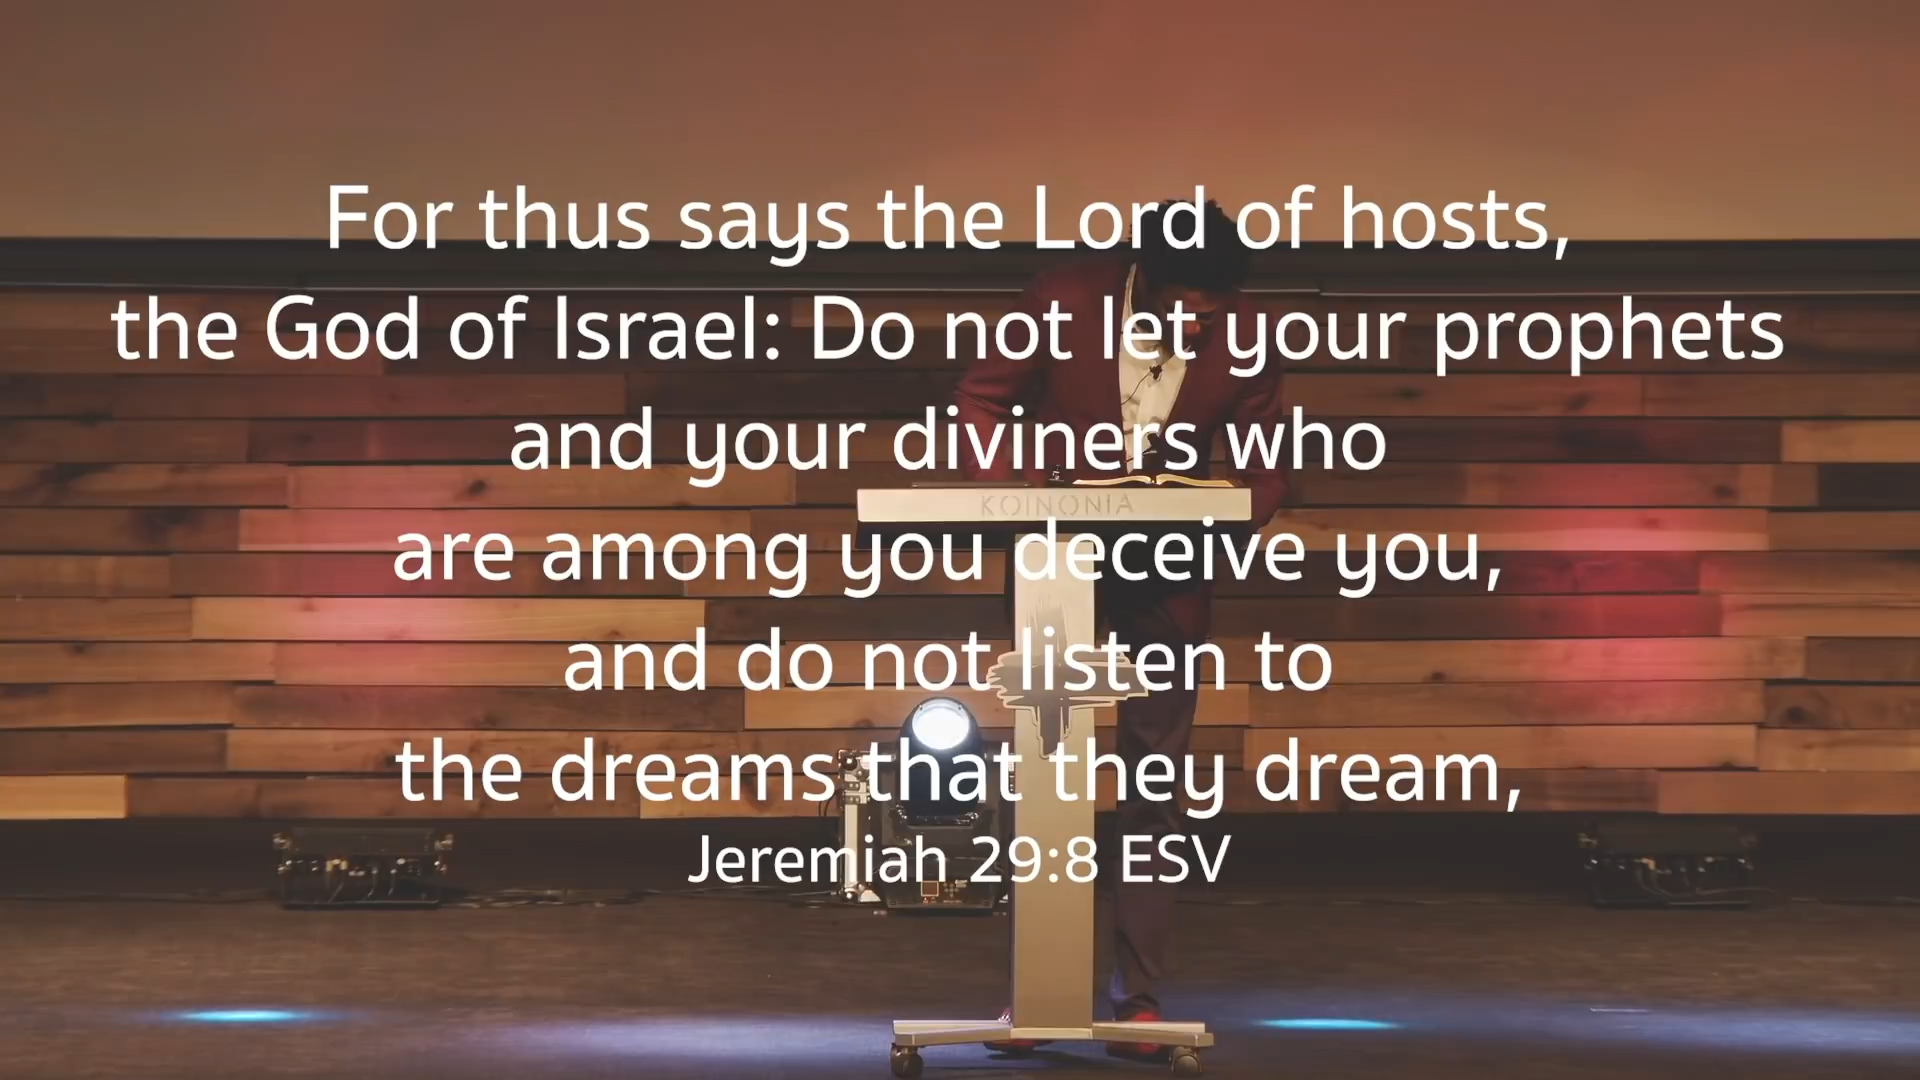 For thus says the Lord of hosts,
the God of Israel: Do not let your prophets
and your diviners who
KOINONIA
are among you deceive you,
and do not listen to
the dreams that they dream,
Jeremiah 29:8 ESV